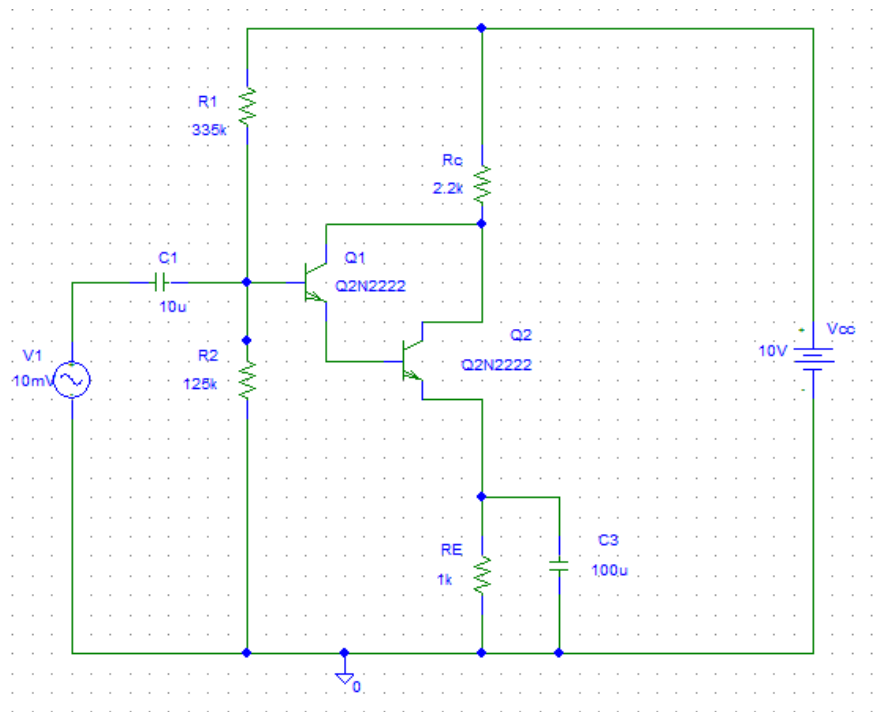 R1
335k
Rc
2.2k
C1
10u
Q1
Q2N2222
Q2
Q2N2222
Vcc
10V
+
-
V1
10mV
R2
125k
RE
1k
C3
100u
0